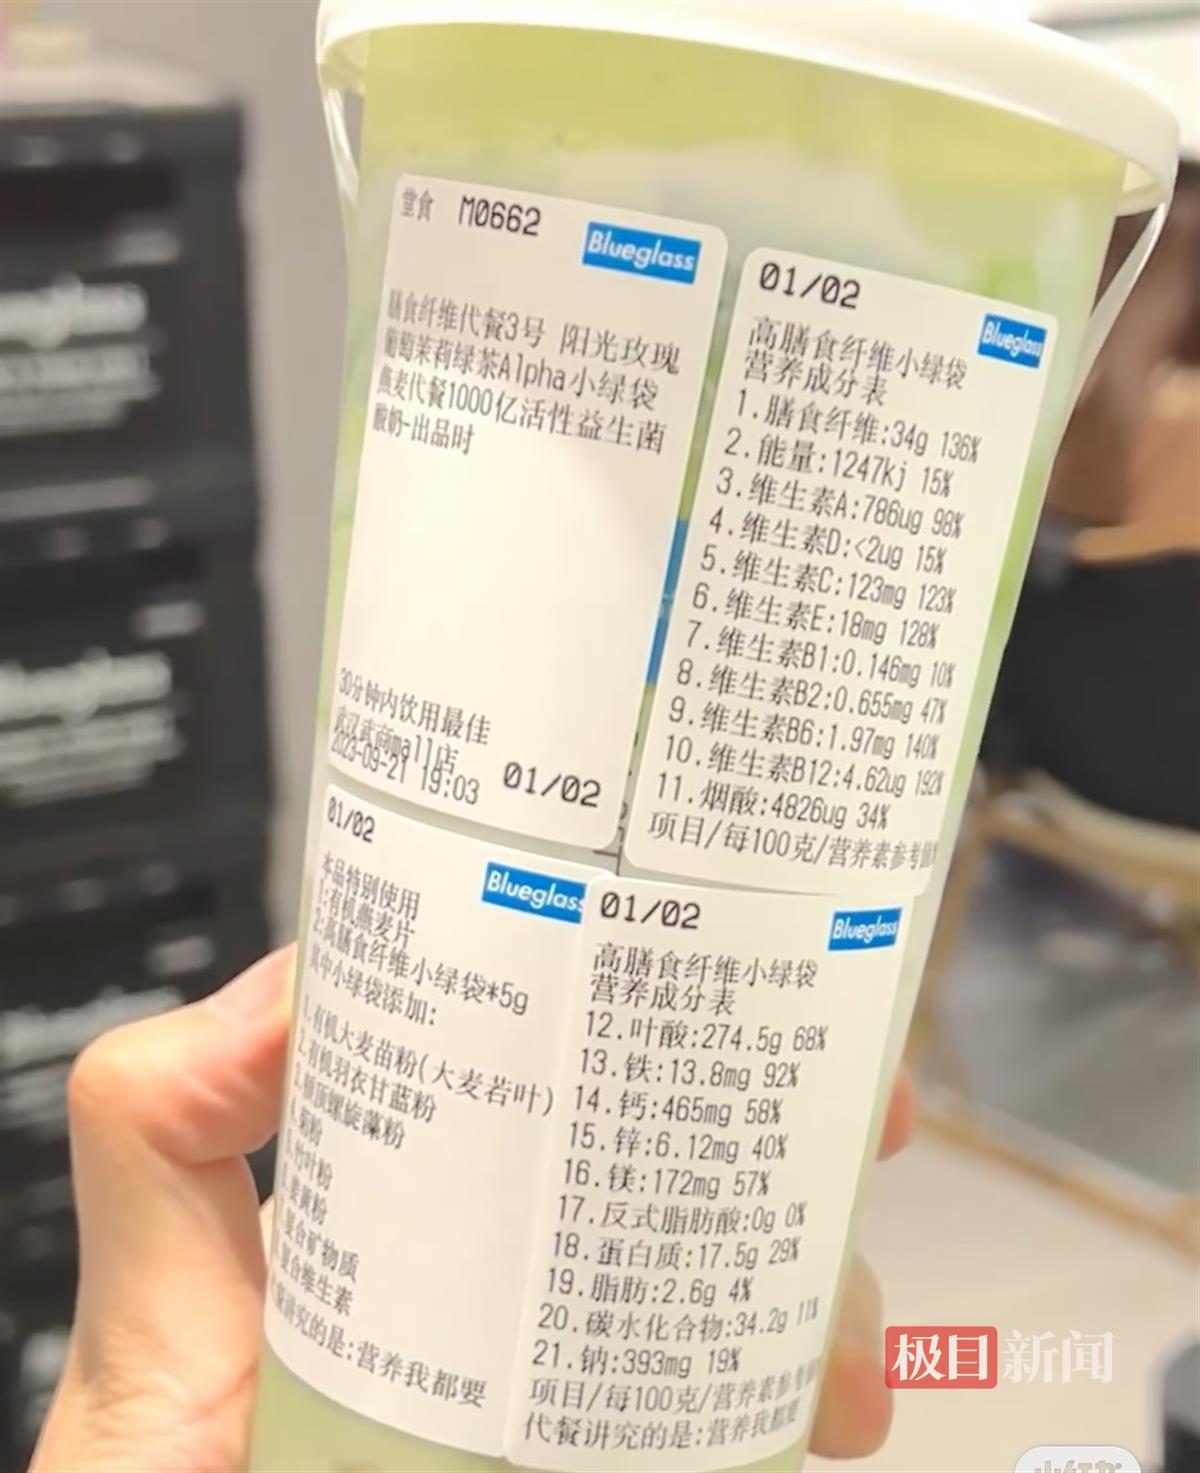 堂食 M0662
Blueglass
膳食纤维代餐3号 阳光玫瑰
葡萄茉莉绿茶Alpha小绿袋
燕麦代餐1000亿活性益生菌
酸奶-出品时
30分钟内饮用最佳
武汉武商mall店
2023-09-21 19:03
01/02
01/02
Blueglass
高膳食纤维小绿袋
营养成分表
1.膳食纤维:34g 136%
2.能量:1247kj 15%
3.维生素A:786ug 98%
4.维生素D:<2ug 15%
5.维生素C:123mg 123%
6.维生素E:18mg 128%
7.维生素B1:0.146mg 10%
8.维生素B2:0.655mg 47%
9.维生素B6:1.97mg 140%
10.维生素B12:4.62ug 192%
11.烟酸:4826ug 34%
项目/每100克/营养素参考
01/02
Blueglass
本品特别使用
1:有机燕麦片
2:高膳食纤维小绿袋*5g
其中小绿袋添加:
1.有机大麦苗粉(大麦若叶)
2.有机羽衣甘蓝粉
3.钝顶螺旋藻粉
4.菊粉
5.竹叶粉
6.姜黄粉
7.复合矿物质
8.复合维生素
讲究的是:营养我都要
01/02
Blueglass
高膳食纤维小绿袋
营养成分表
12.叶酸:274.5g 68%
13.铁:13.8mg 92%
14.钙:465mg 58%
15.锌:6.12mg 40%
16.镁:172mg 57%
17.反式脂肪酸:0g 0%
18.蛋白质:17.5g 29%
19.脂肪:2.6g 4%
20.碳水化合物:34.2g 11%
21.钠:393mg 19%
项目/每100克/营养素参考
代餐讲究的是:营养我都要
极目新闻
小红书